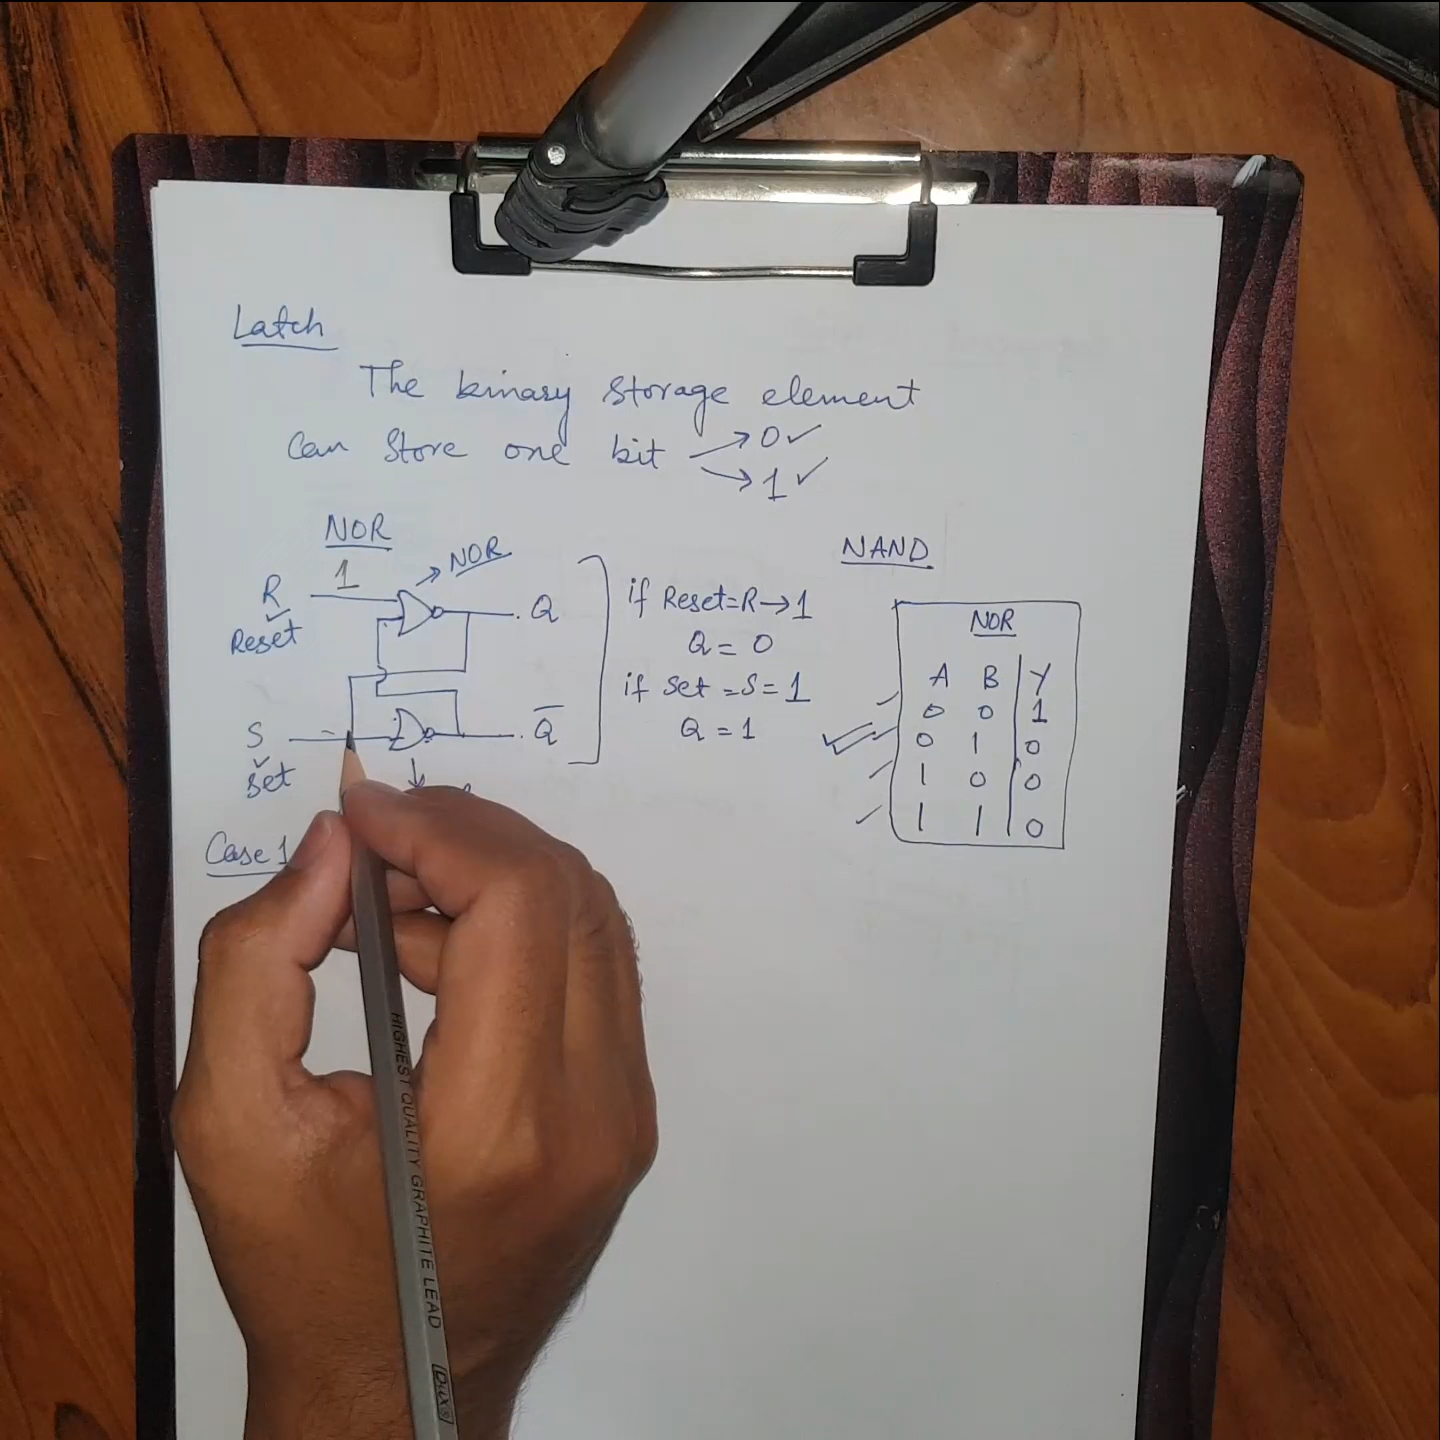 Latch
The binary storage element
Can Store one bit → 0 ✓
→ 1 ✓
NOR
1
→ NOR
R
Reset
Q
S
Set
Q̅
if Reset=R→1
Q = 0
if Set =S=1
Q = 1
NAND
NOR
A B Y
0 0 1
0 1 0
1 0 0
1 1 0
Case 1
HIGHEST QUALITY GRAPHITE LEAD